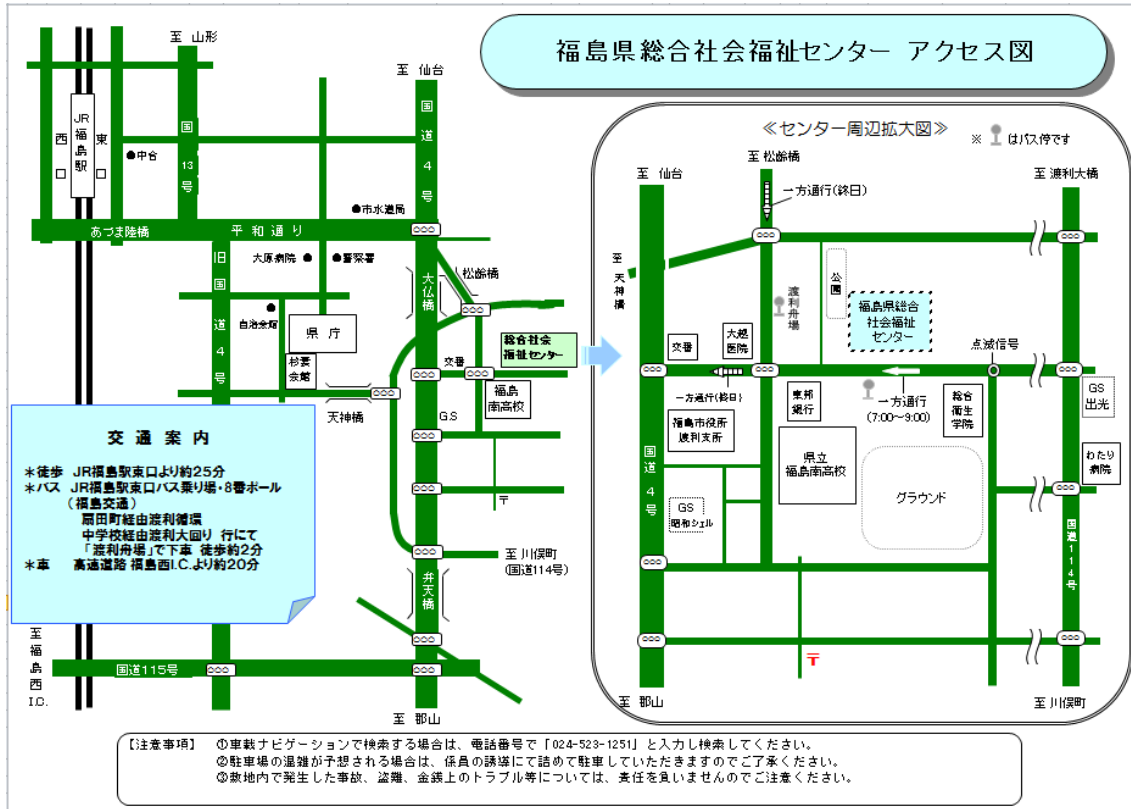 福島県総合社会福祉センター アクセス図
至 山形
至 仙台
国道4号
国13号
JR福島駅
西口
東口
●中合
●市水道局
あづま陸橋
平和通り
旧国道4号
大原病院●
●警察署
大仏橋
松齢橋
●
自治会館
県庁
杉妻
会館
天神橋
交番
総合社会
福祉センター
福島
南高校
G.S
〒
至 川俣町
(国道114号)
弁天橋
交 通 案 内
*徒歩 JR福島駅東口より約25分
*バス JR福島駅東口バス乗り場・8番ポール
(福島交通)
扇田町経由渡利循環
中学校経由渡利大回り 行にて
「渡利舟場」で下車 徒歩約2分
*車 高速道路 福島西I.C.より約20分
至福島西I.C.
国道115号
至 郡山
≪センター周辺拡大図≫
※ はバス停です
至 仙台
至 松齢橋
至 渡利大橋
一方通行(終日)
至天神橋
公園
渡利舟場
福島県総合
社会福祉
センター
交番
大越
医院
点滅信号
一方通行(終日)
東邦
銀行
一方通行
(7:00～9:00)
総合
衛生
学院
GS
出光
福島市役所
渡利支所
県立
福島南高校
グラウンド
わたり
病院
国道4号
GS
昭和シェル
国道114号
〒
至 郡山
至 川俣町
【注意事項】 ①車載ナビゲーションで検索する場合は、電話番号で「024-523-1251」と入力し検索してください。
②駐車場の混雑が予想される場合は、係員の誘導にて詰めて駐車していただきますのでご了承ください。
③敷地内で発生した事故、盗難、金銭上のトラブル等については、責任を負いませんのでご注意ください。